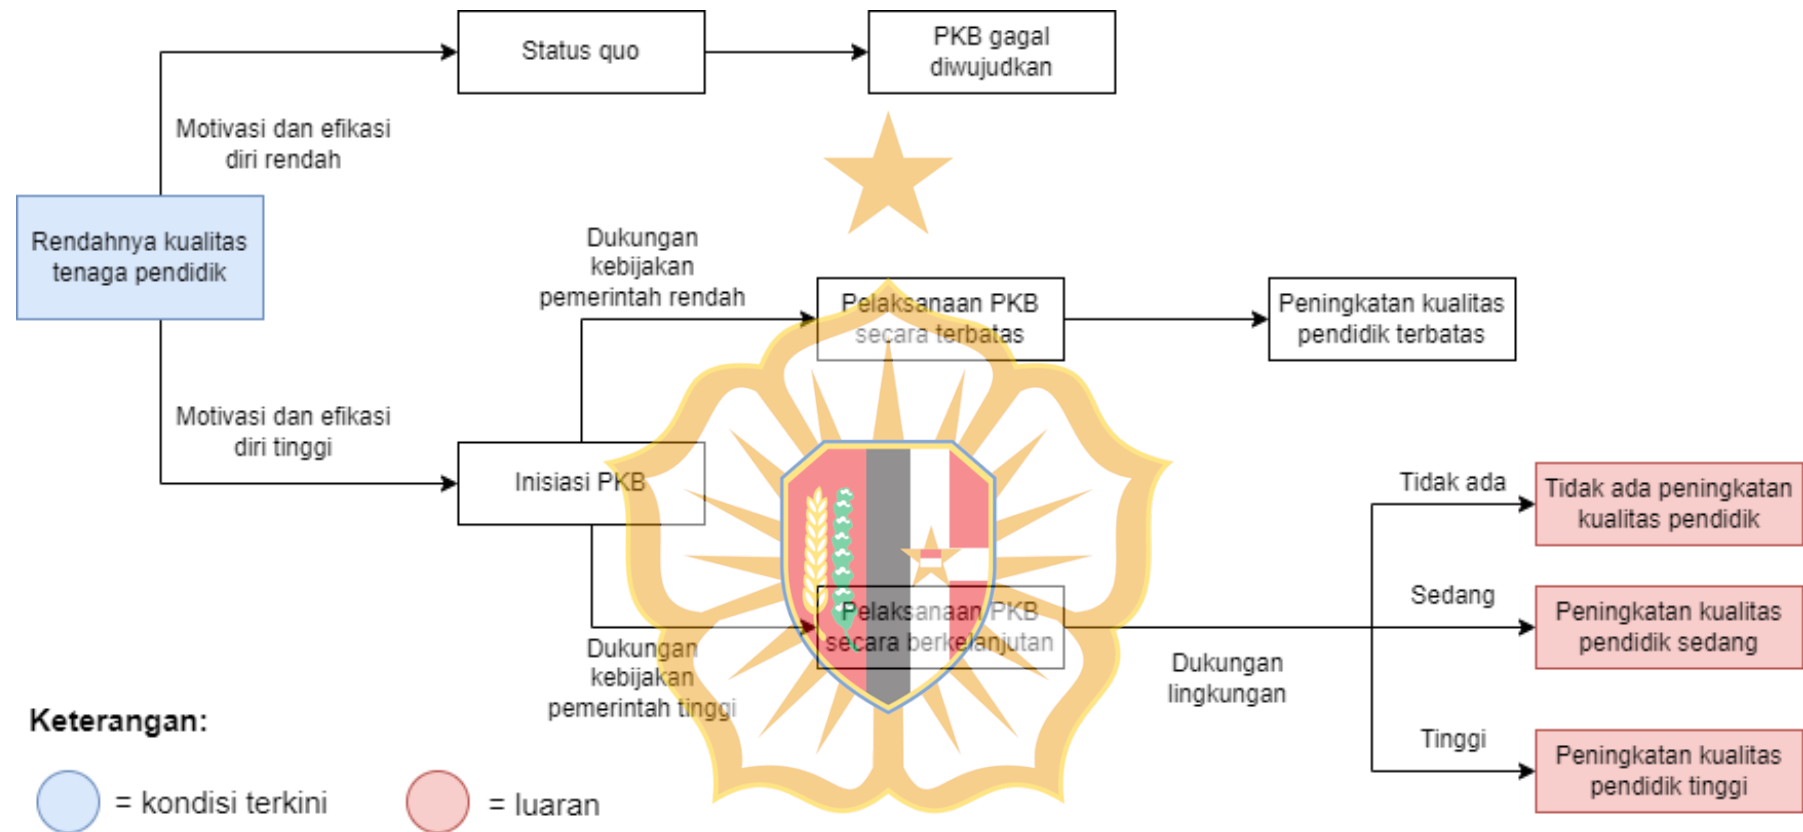 Status quo
PKB gagal
diwujudkan
Motivasi dan efikasi
diri rendah
Rendahnya kualitas
tenaga pendidik
Dukungan
kebijakan
pemerintah rendah
Pelaksanaan PKB
secara terbatas
Peningkatan kualitas
pendidik terbatas
Motivasi dan efikasi
diri tinggi
Inisiasi PKB
Tidak ada
Tidak ada peningkatan
kualitas pendidik
Dukungan
kebijakan
pemerintah tinggi
Pelaksanaan PKB
secara berkelanjutan
Dukungan
lingkungan
Sedang
Peningkatan kualitas
pendidik sedang
Tinggi
Peningkatan kualitas
pendidik tinggi
Keterangan:
= kondisi terkini
= luaran